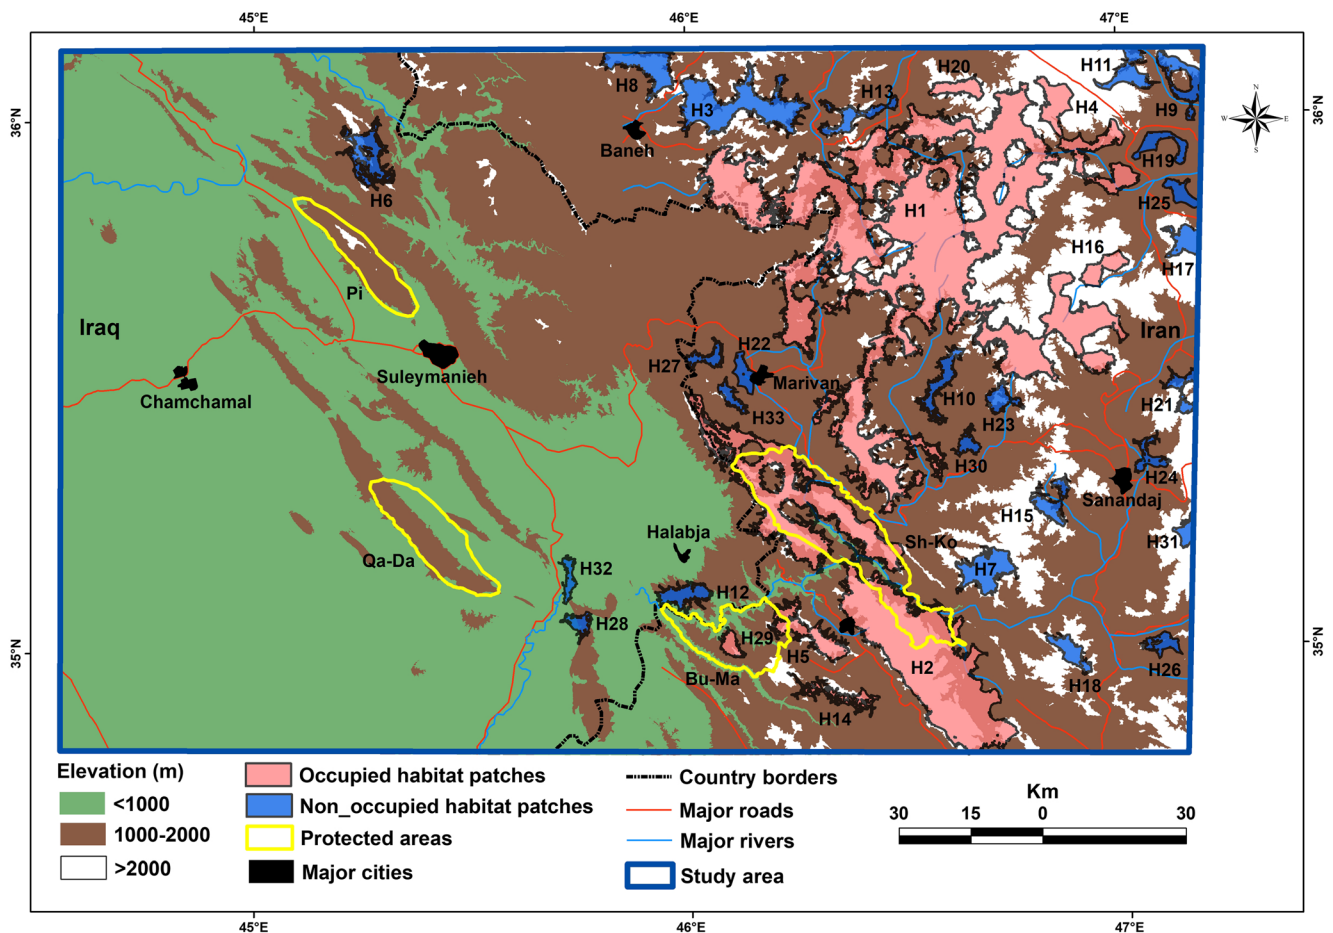 45°E 46°E 47°E
36°N
36°N
H8
H3
H13
H20
H4
H11
H9
H19
H25
H17
H16
H1
Baneh
H6
Pi
Iraq
Iran
Suleymanieh
Chamchamal
H27
H22
Marivan
H33
H10
H23
H30
H21
H24
Sanandaj
H15
H31
H7
Sh-Ko
Halabja
Qa-Da
H32
H28
H12
H29
H5
Bu-Ma
H14
H2
H18
H26
35°N
35°N
N
W E
S
Elevation (m)
<1000
1000-2000
>2000
Occupied habitat patches
Non_occupied habitat patches
Protected areas
Major cities
Country borders
Major roads
Major rivers
Study area
Km
30 15 0 30
45°E 46°E 47°E